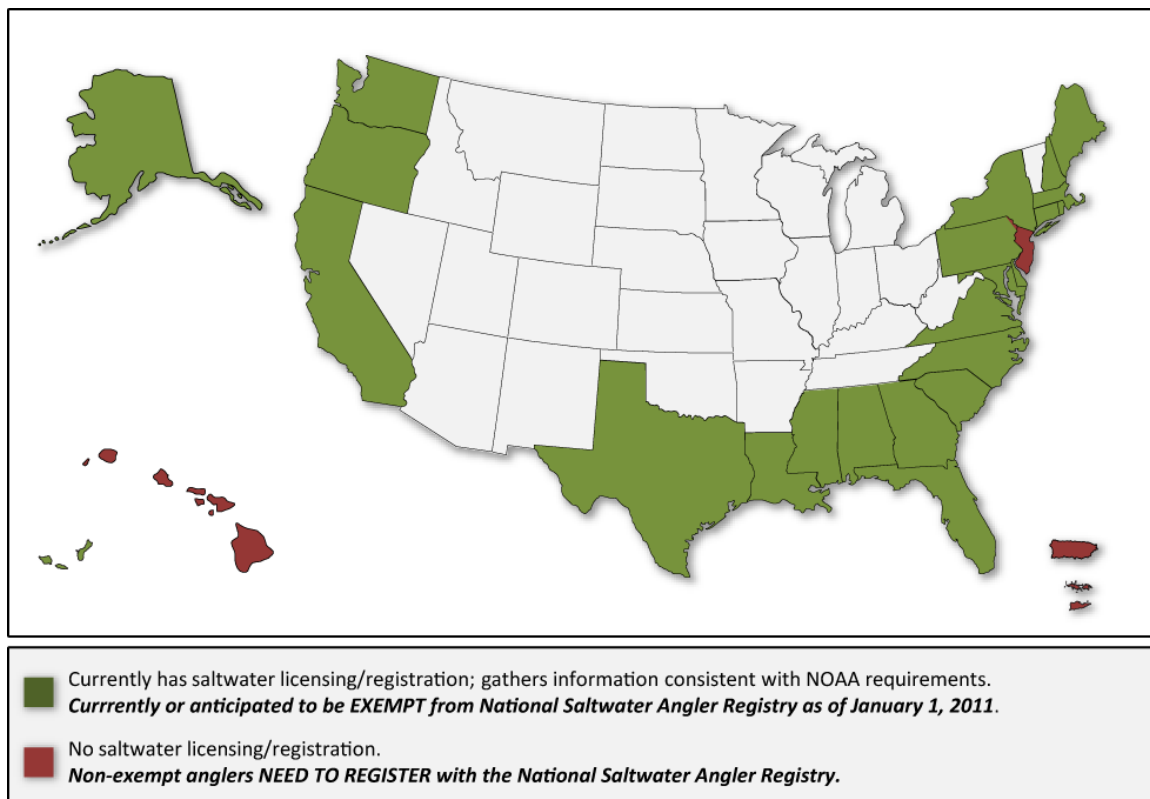 Currently has saltwater licensing/registration; gathers information consistent with NOAA requirements.
Currrently or anticipated to be EXEMPT from National Saltwater Angler Registry as of January 1, 2011.
No saltwater licensing/registration.
Non-exempt anglers NEED TO REGISTER with the National Saltwater Angler Registry.